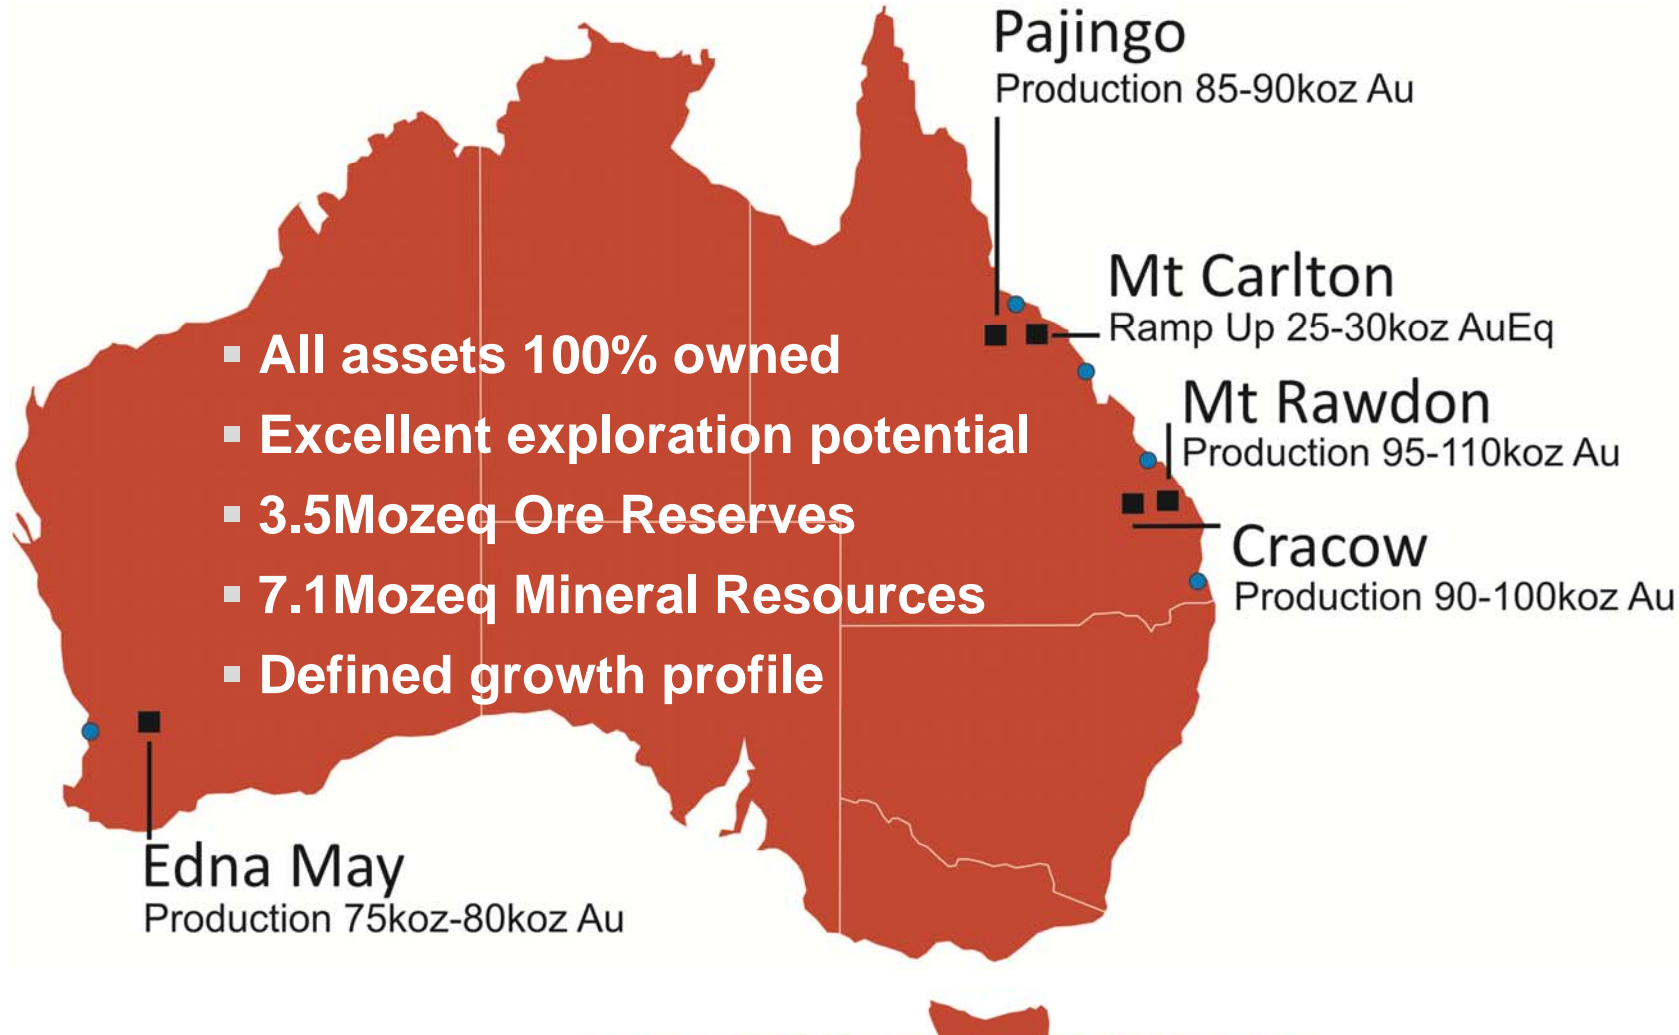 Pajingo
Production 85-90koz Au
Mt Carlton
Ramp Up 25-30koz AuEq
▪ All assets 100% owned
Mt Rawdon
Production 95-110koz Au
▪ Excellent exploration potential
▪ 3.5Mozeq Ore Reserves
Cracow
Production 90-100koz Au
▪ 7.1Mozeq Mineral Resources
▪ Defined growth profile
Edna May
Production 75koz-80koz Au